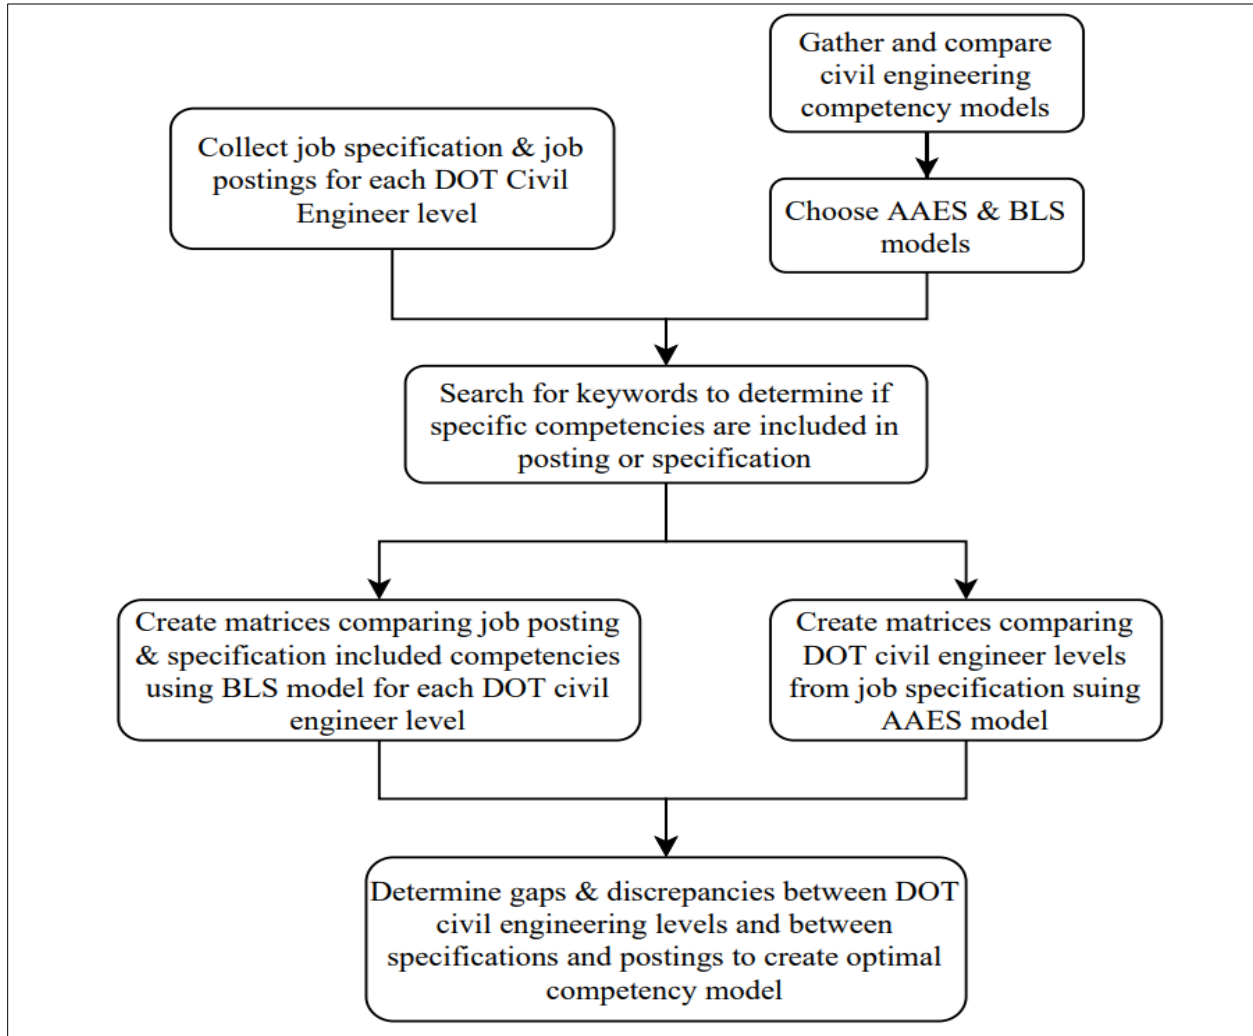 Gather and compare
civil engineering
competency models
Collect job specification & job
postings for each DOT Civil
Engineer level
Choose AAES & BLS
models
Search for keywords to determine if
specific competencies are included in
posting or specification
Create matrices comparing job posting
& specification included competencies
using BLS model for each DOT civil
engineer level
Create matrices comparing
DOT civil engineer levels
from job specification suing
AAES model
Determine gaps & discrepancies between DOT
civil engineering levels and between
specifications and postings to create optimal
competency model